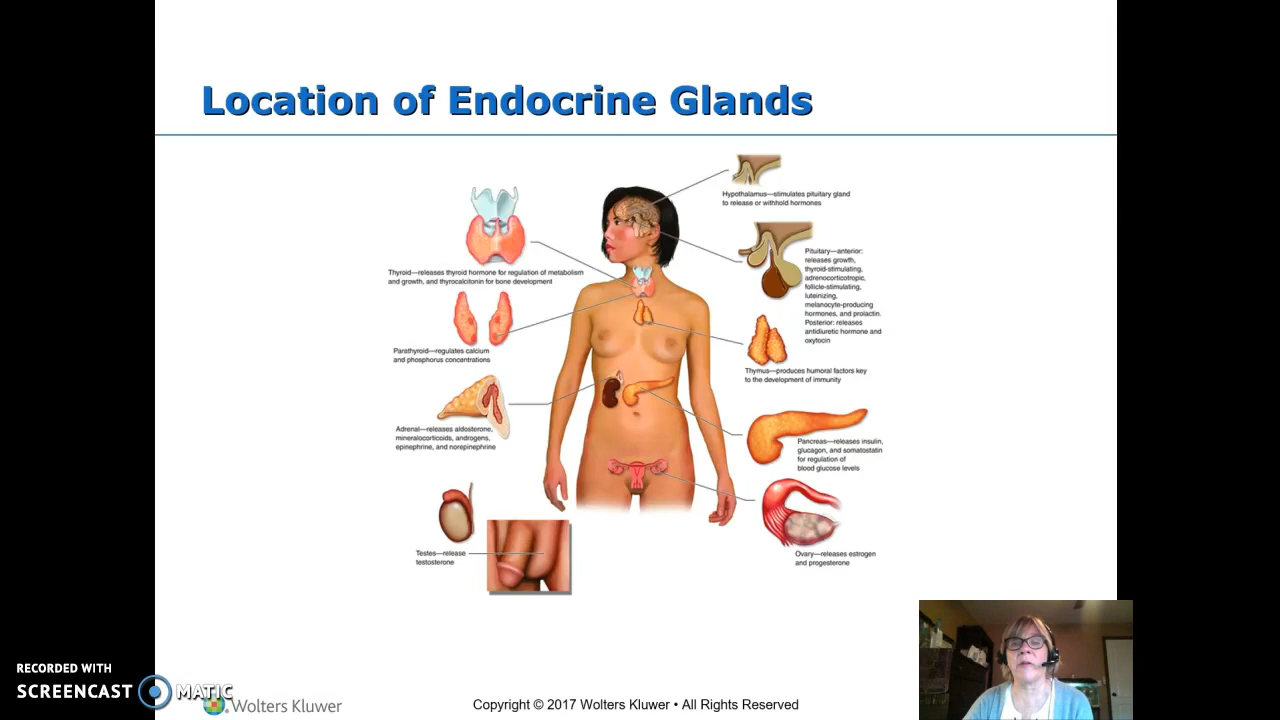 Location of Endocrine Glands
Hypothalamus—stimulates pituitary gland
to release or withhold hormones
Thyroid—releases thyroid hormone for regulation of metabolism
and growth, and thyrocalcitonin for bone development
Pituitary—anterior:
releases growth,
thyroid-stimulating,
adrenocorticotropic,
follicle-stimulating,
luteinizing,
melanocyte-producing
hormones, and prolactin.
Posterior: releases
antidiuretic hormone and
oxytocin
Parathyroid—regulates calcium
and phosphorus concentrations
Thymus—produces humoral factors key
to the development of immunity
Adrenal—releases aldosterone,
mineralocorticoids, androgens,
epinephrine, and norepinephrine
Pancreas—releases insulin,
glucagon, and somatostatin
for regulation of
blood glucose levels
Testes—release
testosterone
Ovary—releases estrogen
and progesterone
RECORDED WITH
SCREENCAST MATIC
Wolters Kluwer
Copyright © 2017 Wolters Kluwer • All Rights Reserved